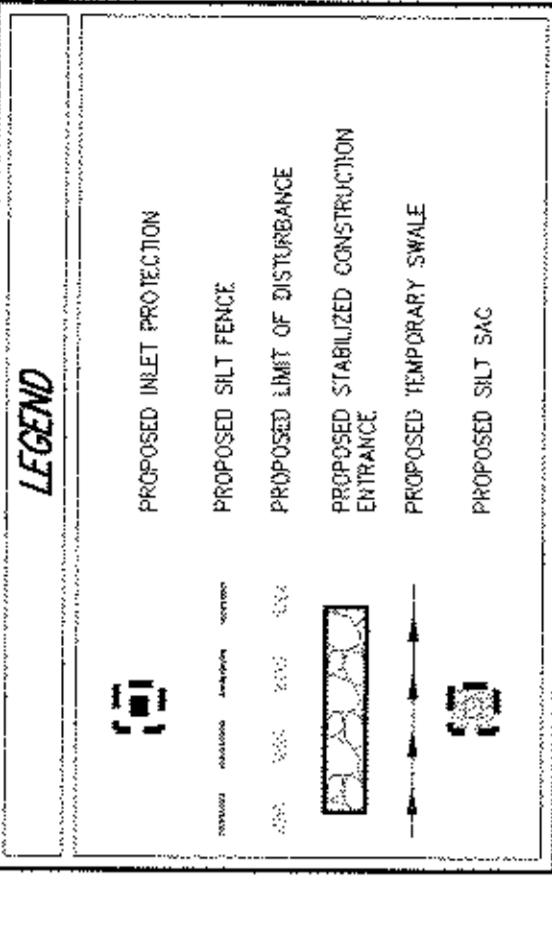 LEGEND
PROPOSED INLET PROTECTION
PROPOSED SILT FENCE
PROPOSED LIMIT OF DISTURBANCE
PROPOSED STABILIZED CONSTRUCTION
ENTRANCE
PROPOSED TEMPORARY SWALE
PROPOSED SILT SAC